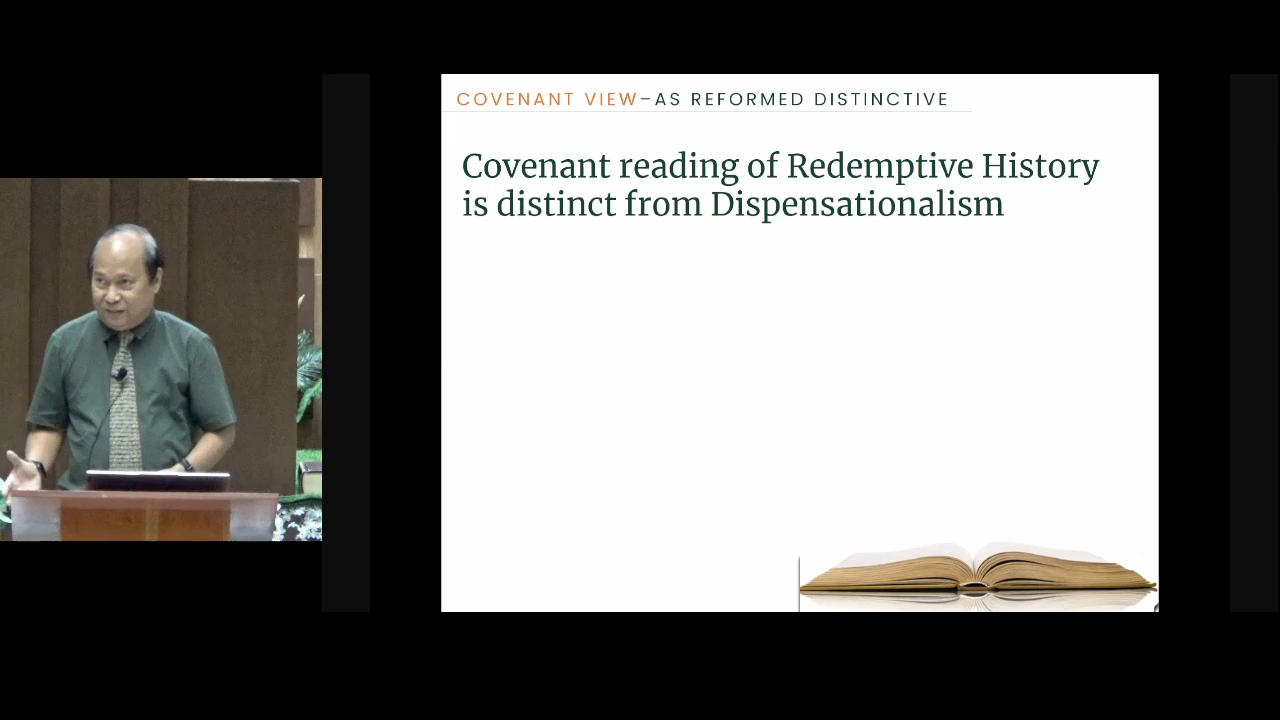 COVENANT VIEW–AS REFORMED DISTINCTIVE
Covenant reading of Redemptive History
is distinct from Dispensationalism